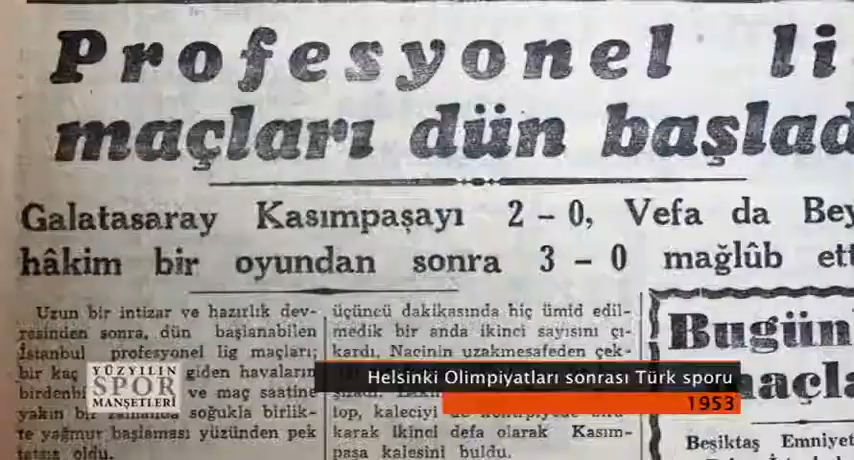 Profesyonel li
maçları dün başlad
Galatasaray Kasımpaşayı 2 - 0, Vefa da Bey
hâkim bir oyundan sonra 3 - 0 mağlûb ett
Uzun bir intizar ve hazırlık dev-
resinden sonra, dün başlanabilen
İstanbul profesyonel lig maçları;
bir kaç giden havaların
birdenbi ve maç saatine
yakın bir zamanda soğukla birlik-
te yağmur başlaması yüzünden pek
tatsız oldu.
üçüncü dakikasında hiç ümid edil-
medik bir anda ikinci sayısını çı-
kardı. Nacinin uzakmesafeden çek-
top, kaleciyi
karak ikinci defa olarak Kasım-
paşa kalesini buldu.
Bugün
maçla
Beşiktaş Emniyet
YÜZYILIN
SPOR
MANŞETLERİ
Helsinki Olimpiyatları sonrası Türk sporu
1953